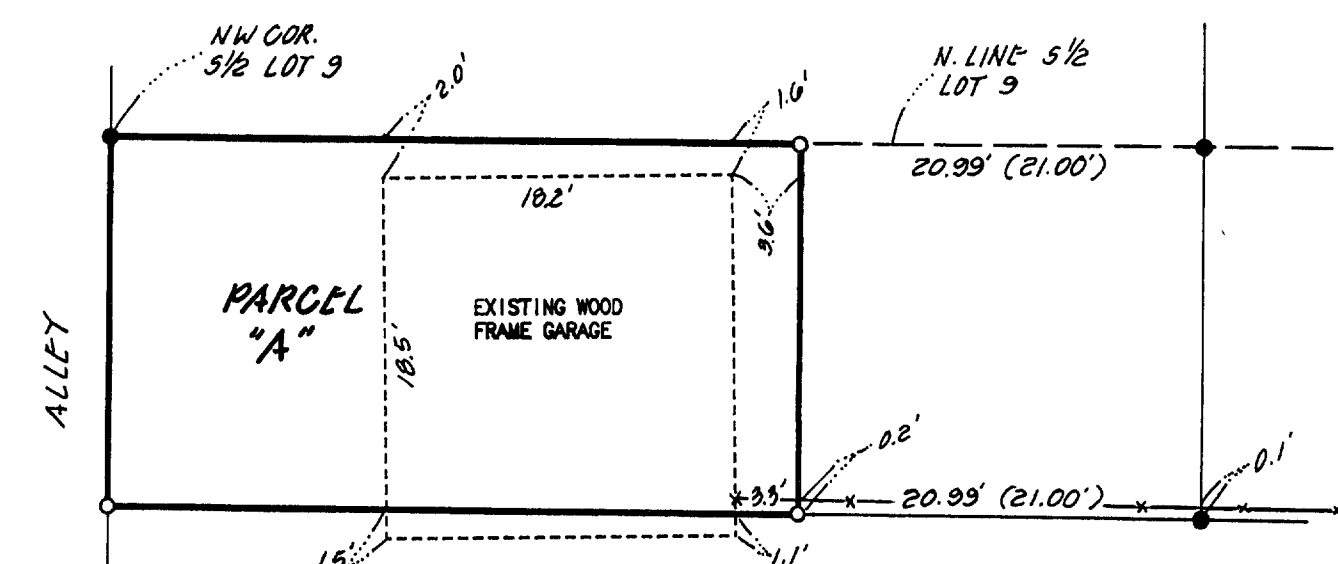 NW COR.
S1/2 LOT 9
2.0'
1.6'
N. LINE S 1/2
LOT 9
20.99' (21.00')
18.2'
3.6'
PARCEL
"A"
EXISTING WOOD
FRAME GARAGE
ALLEY
18.5'
0.2'
0.1'
3.3'
20.99' (21.00')
1.5'
1.1'